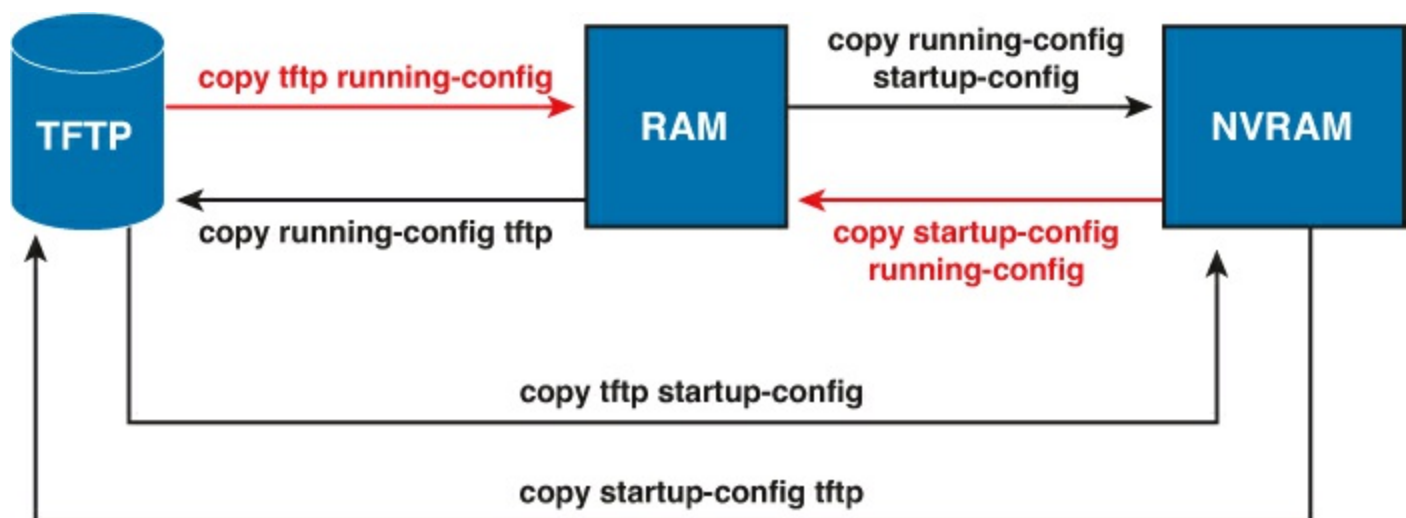 copy running-config
startup-config
copy tftp running-config
TFTP
RAM
NVRAM
copy running-config tftp
copy startup-config
running-config
copy tftp startup-config
copy startup-config tftp